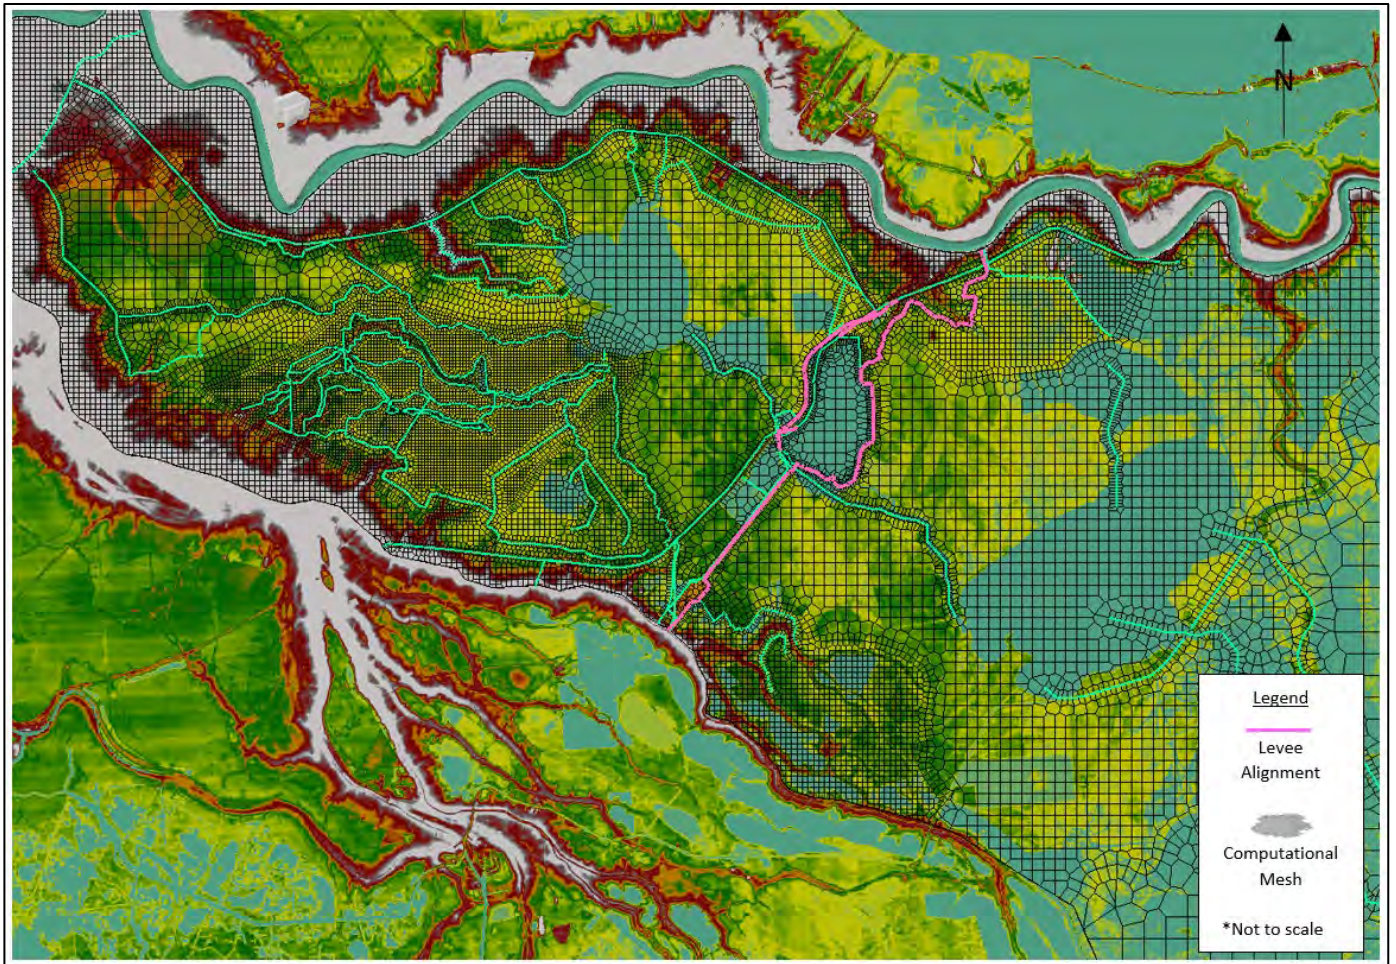 N
Legend
Levee
Alignment
Computational
Mesh
*Not to scale